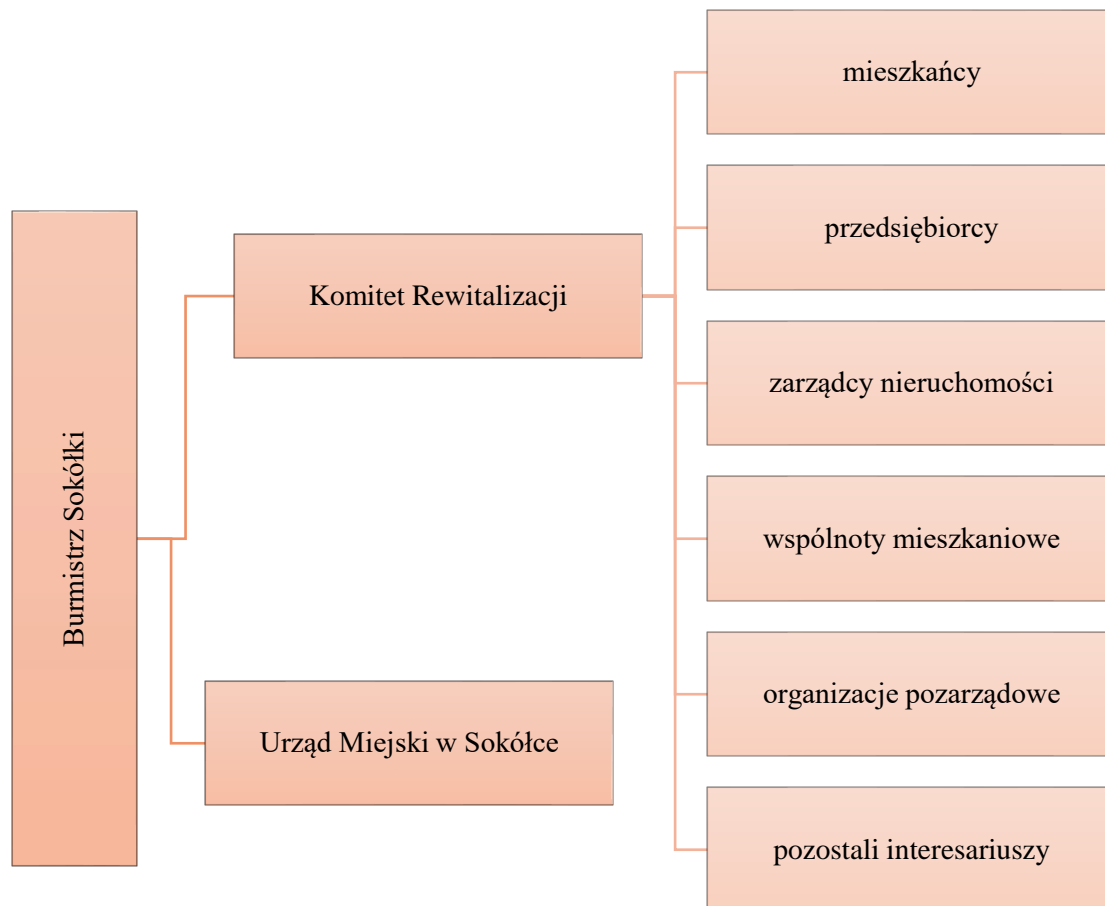 Burmistrz Sokółki
Komitet Rewitalizacji
Urząd Miejski w Sokółce
mieszkańcy
przedsiębiorcy
zarządcy nieruchomości
wspólnoty mieszkaniowe
organizacje pozarządowe
pozostali interesariuszy